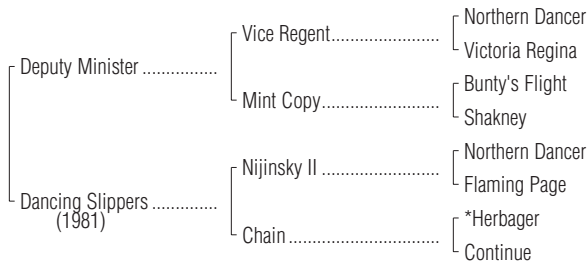 Northern Dancer
Vice Regent......................
Victoria Regina
Deputy Minister ...............
Bunty's Flight
Mint Copy........................
Shakney
Northern Dancer
Nijinsky II ........................
Flaming Page
Dancing Slippers .............
(1981)
*Herbager
Chain ...............................
Continue